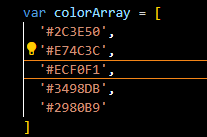 var colorArray = [
'#2C3E50',
'#E74C3C',
'#ECF0F1',
'#3498DB',
'#2980B9'
]